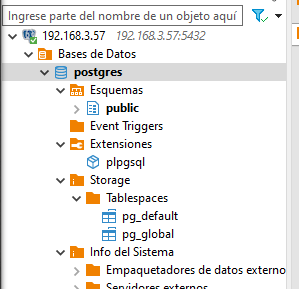 Ingrese parte del nombre de un objeto aquí
192.168.3.57 192.168.3.57:5432
Bases de Datos
postgres
Esquemas
public
Event Triggers
Extensiones
plpgsql
Storage
Tablespaces
pg_default
pg_global
Info del Sistema
Empaquetadores de datos externo
Servidores externos